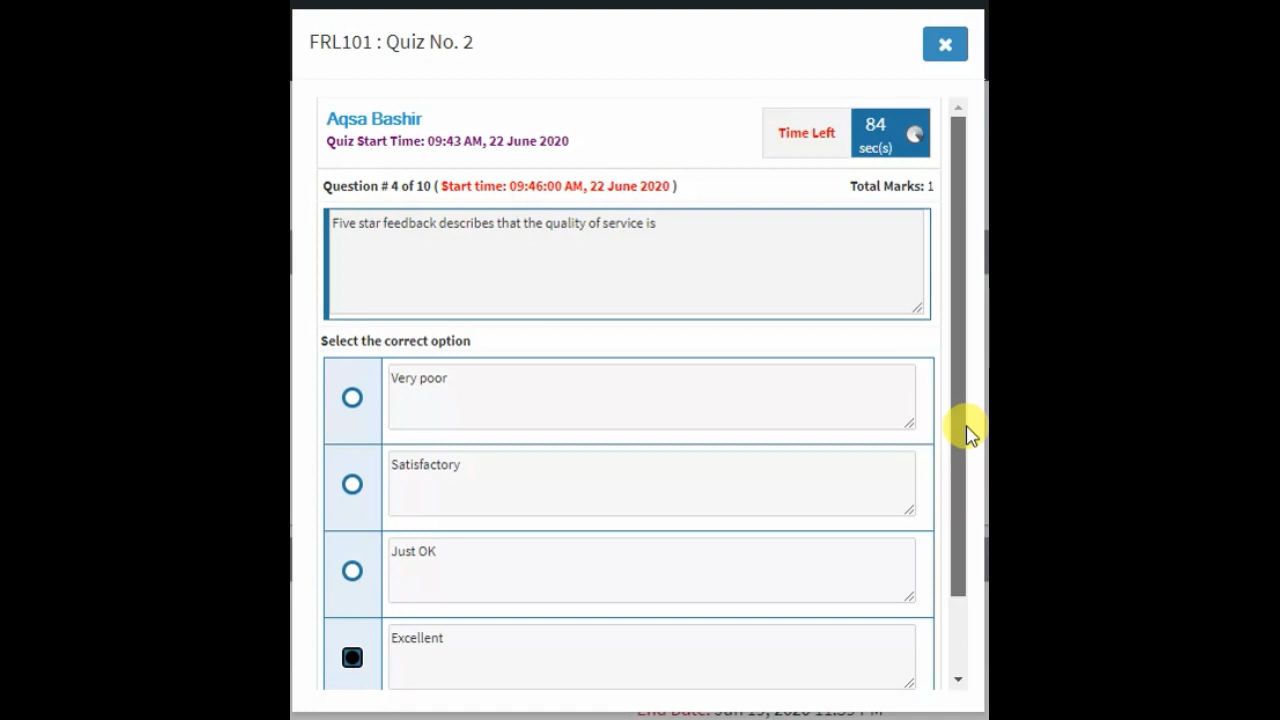 FRL101 : Quiz No. 2
Aqsa Bashir
Quiz Start Time: 09:43 AM, 22 June 2020
Time Left
84
sec(s)
Question # 4 of 10 ( Start time: 09:46:00 AM, 22 June 2020 )
Total Marks: 1
Five star feedback describes that the quality of service is
Select the correct option
Very poor
Satisfactory
Just OK
Excellent